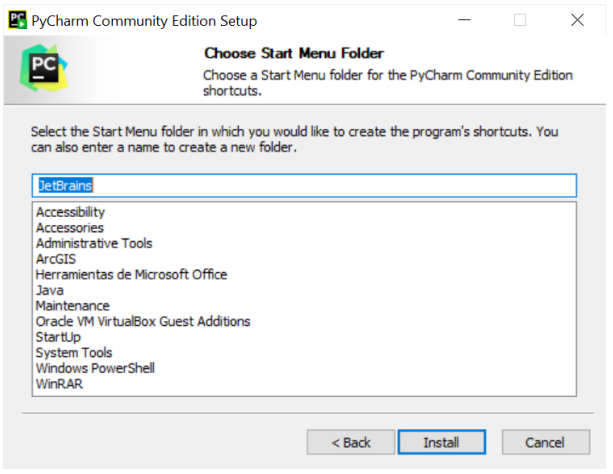 PyCharm Community Edition Setup
PC
Choose Start Menu Folder
Choose a Start Menu folder for the PyCharm Community Edition
shortcuts.
Select the Start Menu folder in which you would like to create the program's shortcuts. You
can also enter a name to create a new folder.
JetBrains
Accessibility
Accessories
Administrative Tools
ArcGIS
Herramientas de Microsoft Office
Java
Maintenance
Oracle VM VirtualBox Guest Additions
StartUp
System Tools
Windows PowerShell
WinRAR
< Back
Install
Cancel